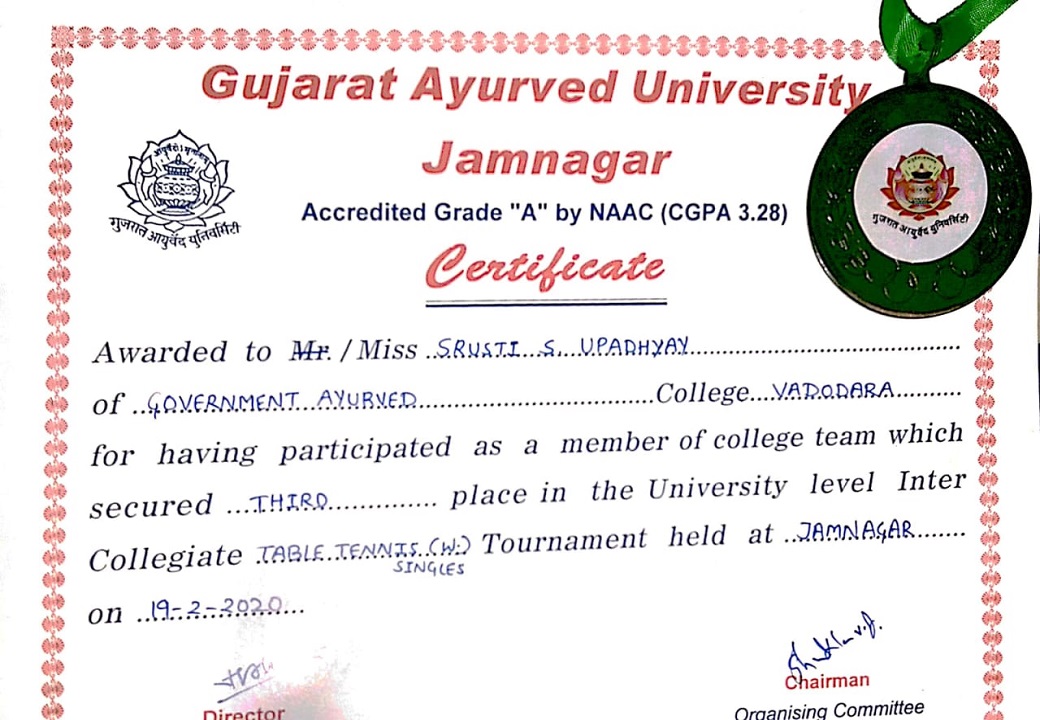 Gujarat Ayurved University
Jamnagar
Accredited Grade "A" by NAAC (CGPA 3.28)
गुजरात आयुर्वेद युनिवर्सिटी
गुजरात आयुर्वेद युनिवर्सिटी
Certificate
Awarded to Mr. / Miss SRUSTI S. UPADHYAY
of GOVERNMENT AYURVED College VADODARA
for having participated as a member of college team which
secured THIRD place in the University level Inter
Collegiate TABLE TENNIS (W.) Tournament held at JAMNAGAR
SINGLES
on 19-2-2020
Chairman
Director
Organising Committee